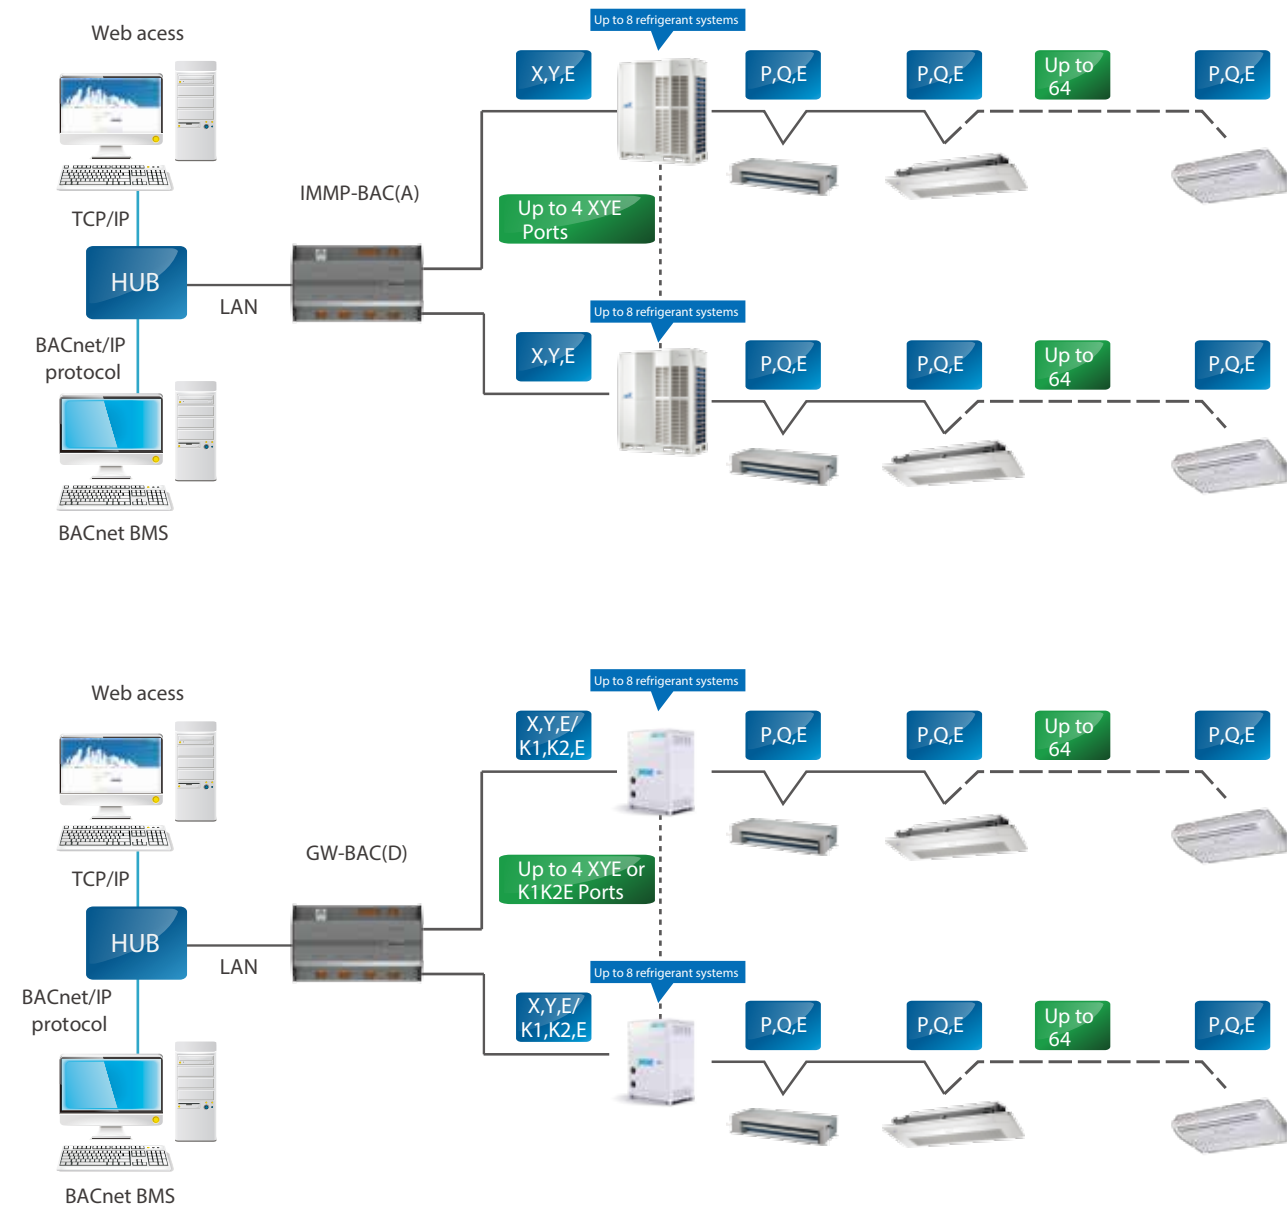 Up to 8 refrigerant systems
Web acess
X,Y,E
P,Q,E
P,Q,E
Up to
64
P,Q,E
IMMP-BAC(A)
Up to 4 XYE
Ports
TCP/IP
HUB
LAN
Up to 8 refrigerant systems
BACnet/IP
protocol
X,Y,E
P,Q,E
P,Q,E
Up to
64
P,Q,E
BACnet BMS
Up to 8 refrigerant systems
Web acess
X,Y,E/
K1,K2,E
P,Q,E
P,Q,E
Up to
64
P,Q,E
GW-BAC(D)
Up to 4 XYE or
K1K2E Ports
TCP/IP
HUB
LAN
Up to 8 refrigerant systems
BACnet/IP
protocol
X,Y,E/
K1,K2,E
P,Q,E
P,Q,E
Up to
64
P,Q,E
BACnet BMS